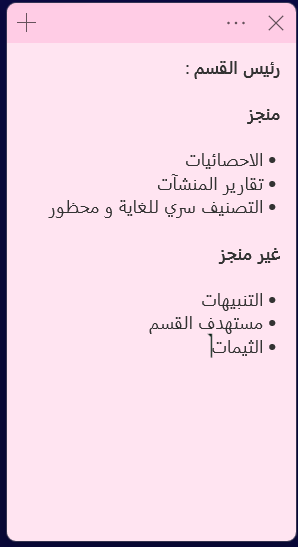 رئيس القسم :
منجز
• الاحصائيات
• تقارير المنشآت
• التصنيف سري للغاية و محظور
غير منجز
• التنبيهات
• مستهدف القسم
• الثيمات